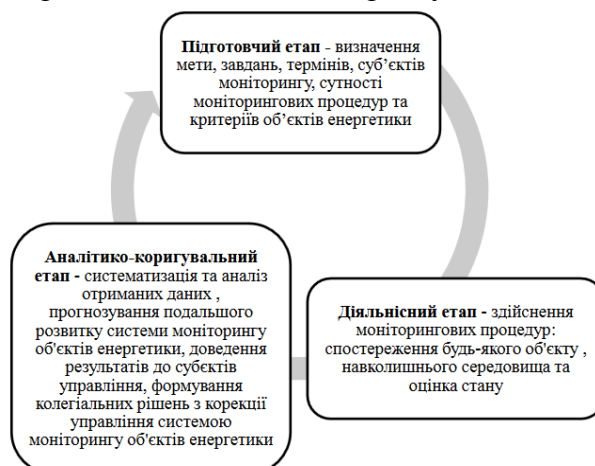 Підготовчий етап - визначення
мети, завдань, термінів, суб’єктів
моніторингу, сутності
моніторингових процедур та
критеріїв об’єктів енергетики
Аналітико-коригувальний
етап - систематизація та аналіз
отриманих даних ,
прогнозування подальшого
розвитку системи моніторингу
об'єктів енергетики, доведення
результатів до субєктів
управління, формування
колегіальних рішень з корекції
управління системою
моніторингу об'єктів енергетики
Діяльнісний етап - здійснення
моніторингових процедур:
спостереження будь-якого об'єкту ,
навколишнього середовища та
оцінка стану